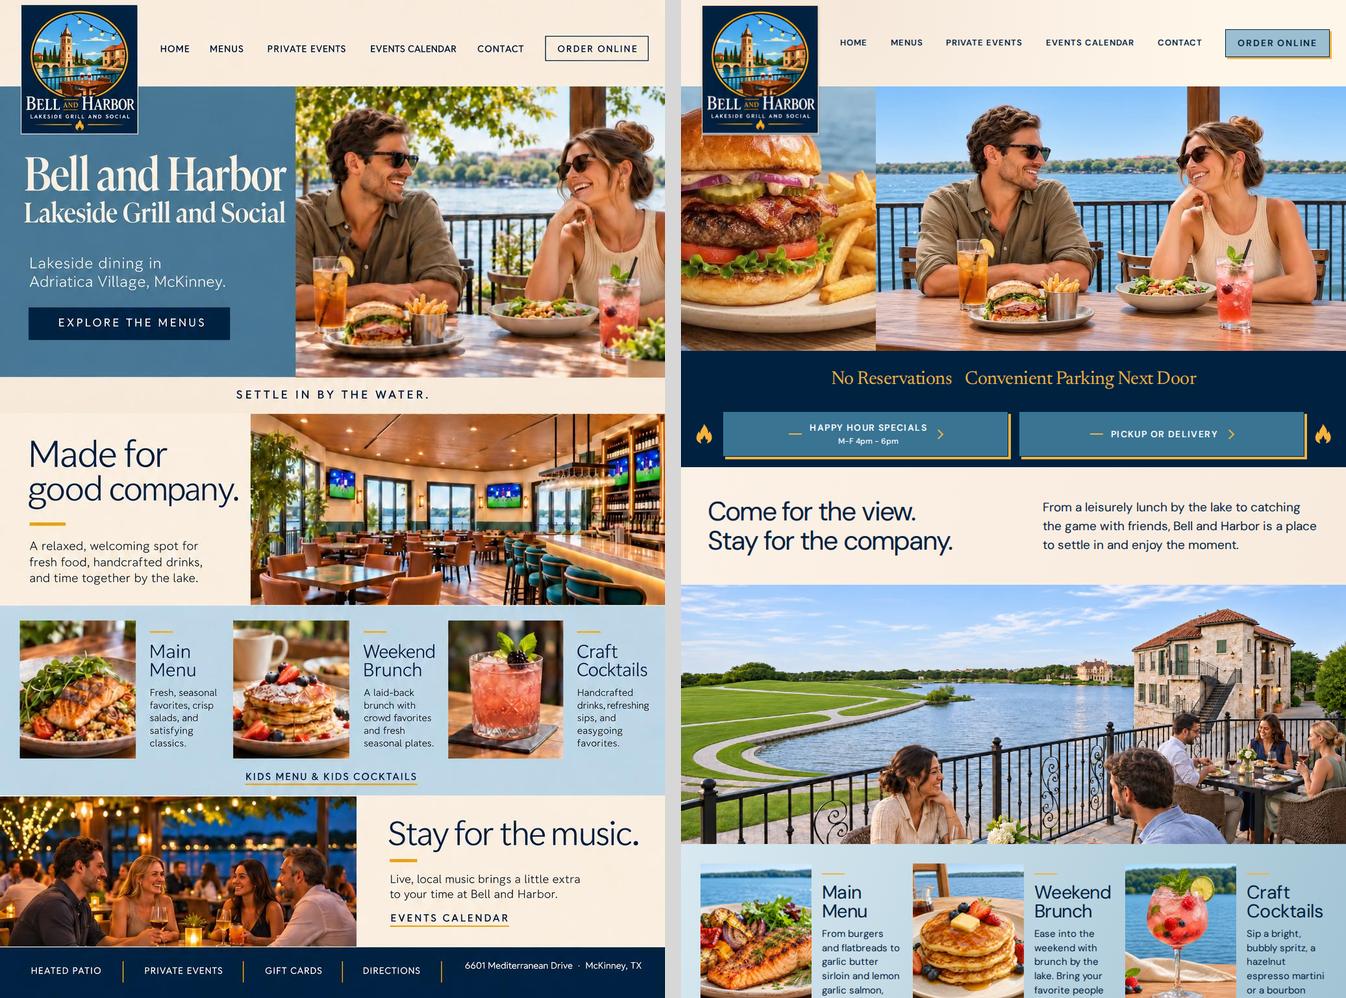 BELL AND HARBOR
LAKESIDE GRILL AND SOCIAL
HOME
MENUS
PRIVATE EVENTS
EVENTS CALENDAR
CONTACT
ORDER ONLINE
Bell and Harbor
Lakeside Grill and Social
Lakeside dining in
Adriatica Village, McKinney.
EXPLORE THE MENUS
SETTLE IN BY THE WATER.
Made for
good company.
A relaxed, welcoming spot for
fresh food, handcrafted drinks,
and time together by the lake.
Main
Menu
Fresh, seasonal
favorites, crisp
salads, and
satisfying
classics.
Weekend
Brunch
A laid-back
brunch with
crowd favorites
and fresh
seasonal plates.
Craft
Cocktails
Handcrafted
drinks, refreshing
sips, and
easygoing
favorites.
KIDS MENU & KIDS COCKTAILS
Stay for the music.
Live, local music brings a little extra
to your time at Bell and Harbor.
EVENTS CALENDAR
HEATED PATIO
PRIVATE EVENTS
GIFT CARDS
DIRECTIONS
6601 Mediterranean Drive · McKinney, TX
BELL AND HARBOR
LAKESIDE GRILL AND SOCIAL
HOME
MENUS
PRIVATE EVENTS
EVENTS CALENDAR
CONTACT
ORDER ONLINE
No Reservations Convenient Parking Next Door
HAPPY HOUR SPECIALS
M-F 4pm - 6pm
PICKUP OR DELIVERY
Come for the view.
Stay for the company.
From a leisurely lunch by the lake to catching
the game with friends, Bell and Harbor is a place
to settle in and enjoy the moment.
Main
Menu
From burgers
and flatbreads to
garlic butter
sirloin and lemon
garlic salmon,
Weekend
Brunch
Ease into the
weekend with
brunch by the
lake. Bring your
favorite people
Craft
Cocktails
Sip a bright,
bubbly spritz, a
hazelnut
espresso martini
or a bourbon